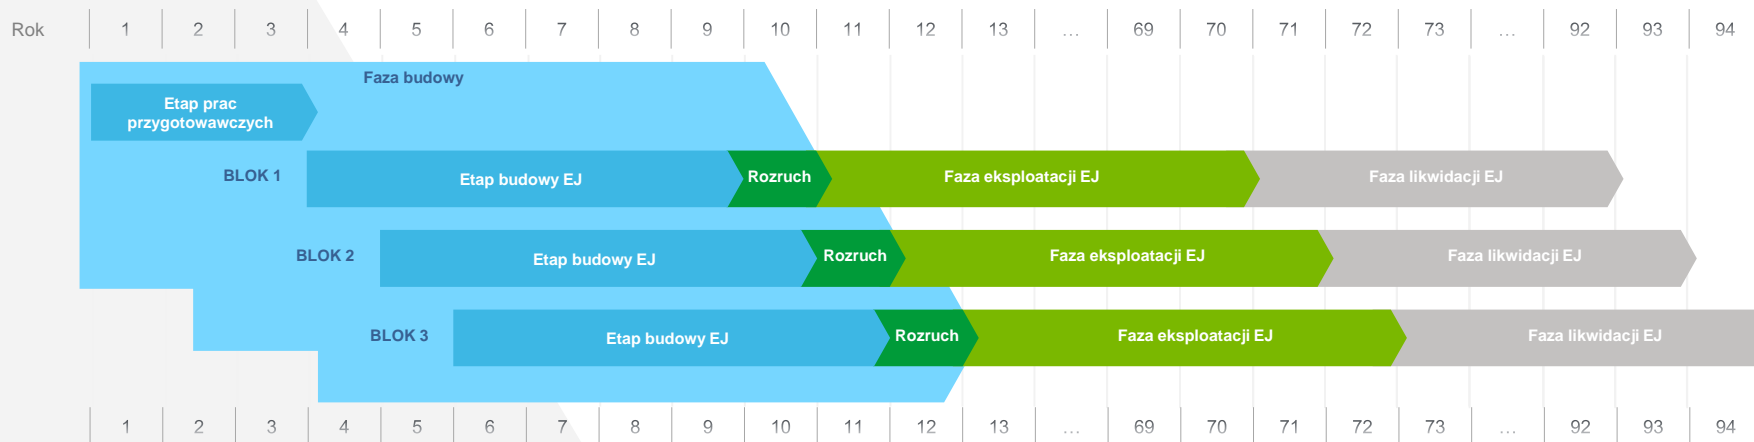 Rok 1 2 3 4 5 6 7 8 9 10 11 12 13 ... 69 70 71 72 73 ... 92 93 94
Faza budowy
Etap prac
przygotowawczych
BLOK 1 Etap budowy EJ Rozruch Faza eksploatacji EJ Faza likwidacji EJ
BLOK 2 Etap budowy EJ Rozruch Faza eksploatacji EJ Faza likwidacji EJ
BLOK 3 Etap budowy EJ Rozruch Faza eksploatacji EJ Faza likwidacji EJ
1 2 3 4 5 6 7 8 9 10 11 12 13 ... 69 70 71 72 73 ... 92 93 94